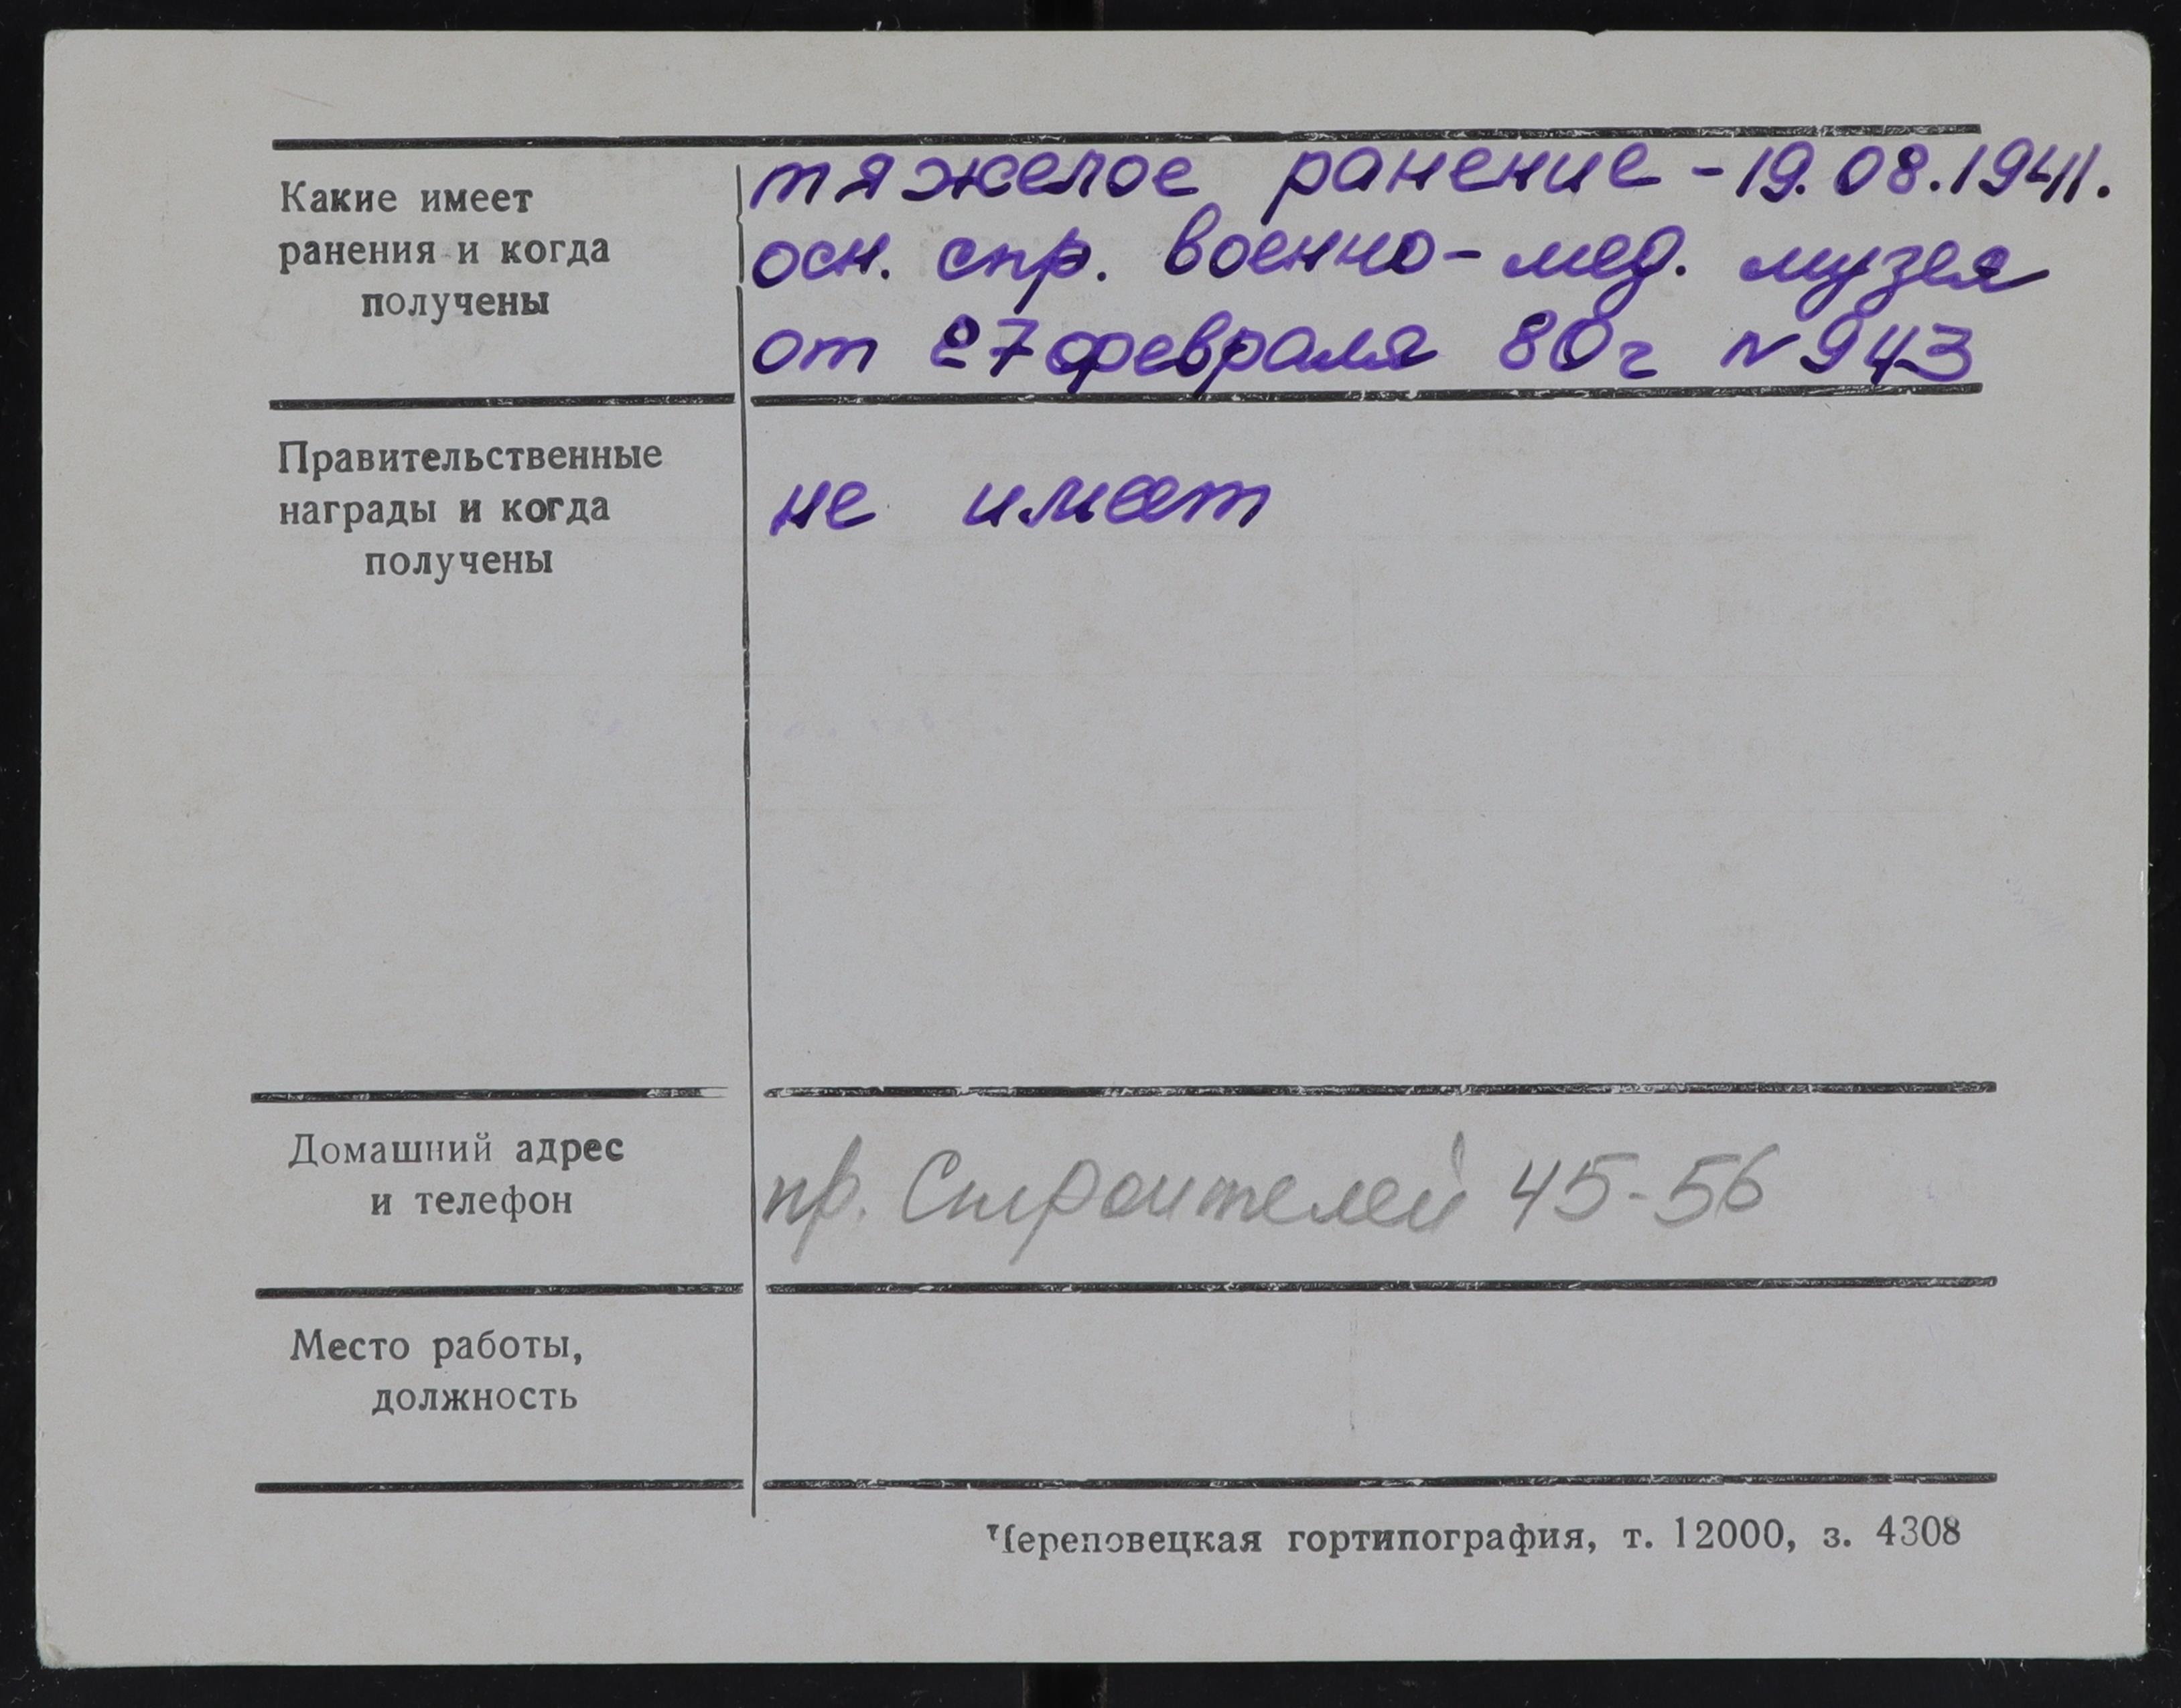 Какие имеет
ранения и когда
получены
тяжелое ранение - 19.08.1941.
осн. спр. военно-мед. музея
от 27 февраля 80г N 943
Правительственные
награды и когда
получены
не имеет
Домашний адрес
и телефон
пр. Строителей 45-56
Место работы,
должность
Череповецкая гортипография, т. 12000, з. 4308